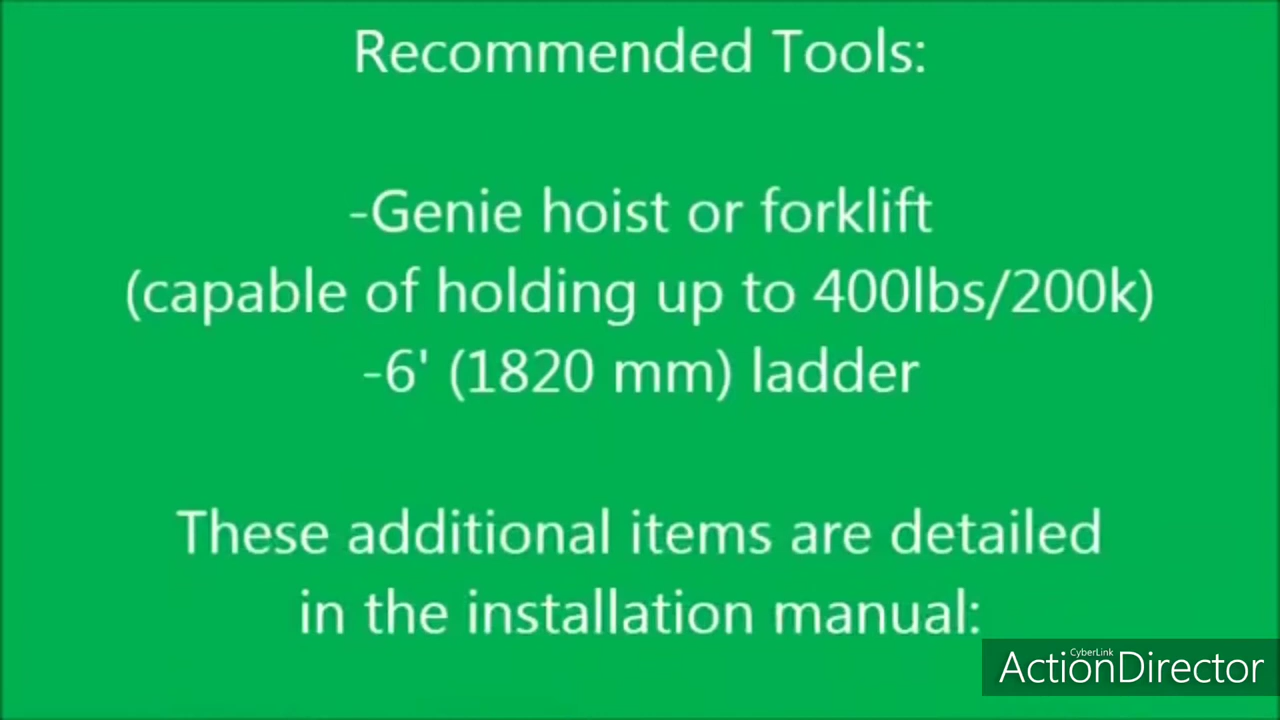 Recommended Tools:
-Genie hoist or forklift
(capable of holding up to 400lbs/200k)
-6' (1820 mm) ladder
These additional items are detailed
in the installation manual:
CyberLink
ActionDirector